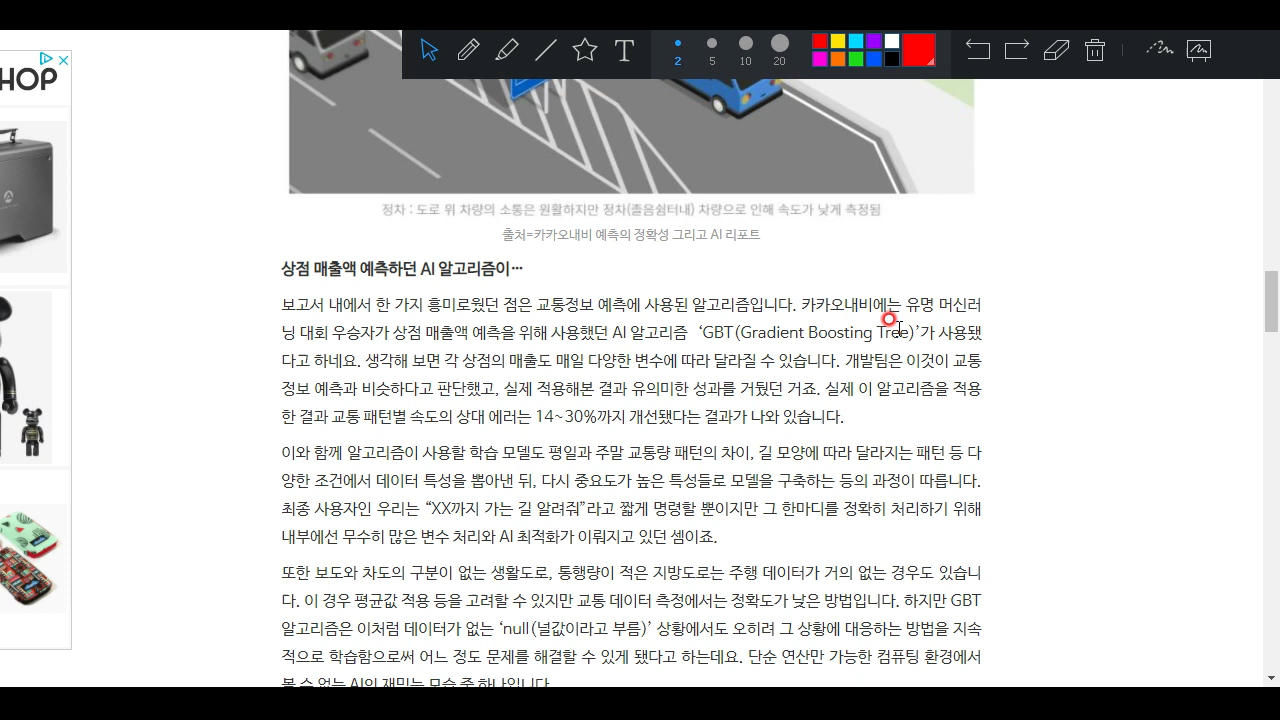 HOP
T
2
5
10
20
정차 : 도로 위 차량의 소통은 원활하지만 정차(졸음쉼터내) 차량으로 인해 속도가 낮게 측정됨
출처=카카오내비 예측의 정확성 그리고 AI 리포트
상점 매출액 예측하던 AI 알고리즘이…
보고서 내에서 한 가지 흥미로웠던 점은 교통정보 예측에 사용된 알고리즘입니다. 카카오내비에는 유명 머신러
닝 대회 우승자가 상점 매출액 예측을 위해 사용했던 AI 알고리즘 ‘GBT(Gradient Boosting Tree)’가 사용됐
다고 하네요. 생각해 보면 각 상점의 매출도 매일 다양한 변수에 따라 달라질 수 있습니다. 개발팀은 이것이 교통
정보 예측과 비슷하다고 판단했고, 실제 적용해본 결과 유의미한 성과를 거뒀던 거죠. 실제 이 알고리즘을 적용
한 결과 교통 패턴별 속도의 상대 에러는 14~30%까지 개선됐다는 결과가 나와 있습니다.
이와 함께 알고리즘이 사용할 학습 모델도 평일과 주말 교통량 패턴의 차이, 길 모양에 따라 달라지는 패턴 등 다
양한 조건에서 데이터 특성을 뽑아낸 뒤, 다시 중요도가 높은 특성들로 모델을 구축하는 등의 과정이 따릅니다.
최종 사용자인 우리는 “XX까지 가는 길 알려줘”라고 짧게 명령할 뿐이지만 그 한마디를 정확히 처리하기 위해
내부에선 무수히 많은 변수 처리와 AI 최적화가 이뤄지고 있던 셈이죠.
또한 보도와 차도의 구분이 없는 생활도로, 통행량이 적은 지방도로는 주행 데이터가 거의 없는 경우도 있습니
다. 이 경우 평균값 적용 등을 고려할 수 있지만 교통 데이터 측정에서는 정확도가 낮은 방법입니다. 하지만 GBT
알고리즘은 이처럼 데이터가 없는 ‘null(널값이라고 부름)’ 상황에서도 오히려 그 상황에 대응하는 방법을 지속
적으로 학습함으로써 어느 정도 문제를 해결할 수 있게 됐다고 하는데요. 단순 연산만 가능한 컴퓨팅 환경에서
볼 수 없는 AI의 재밌는 모습 중 하나입니다.